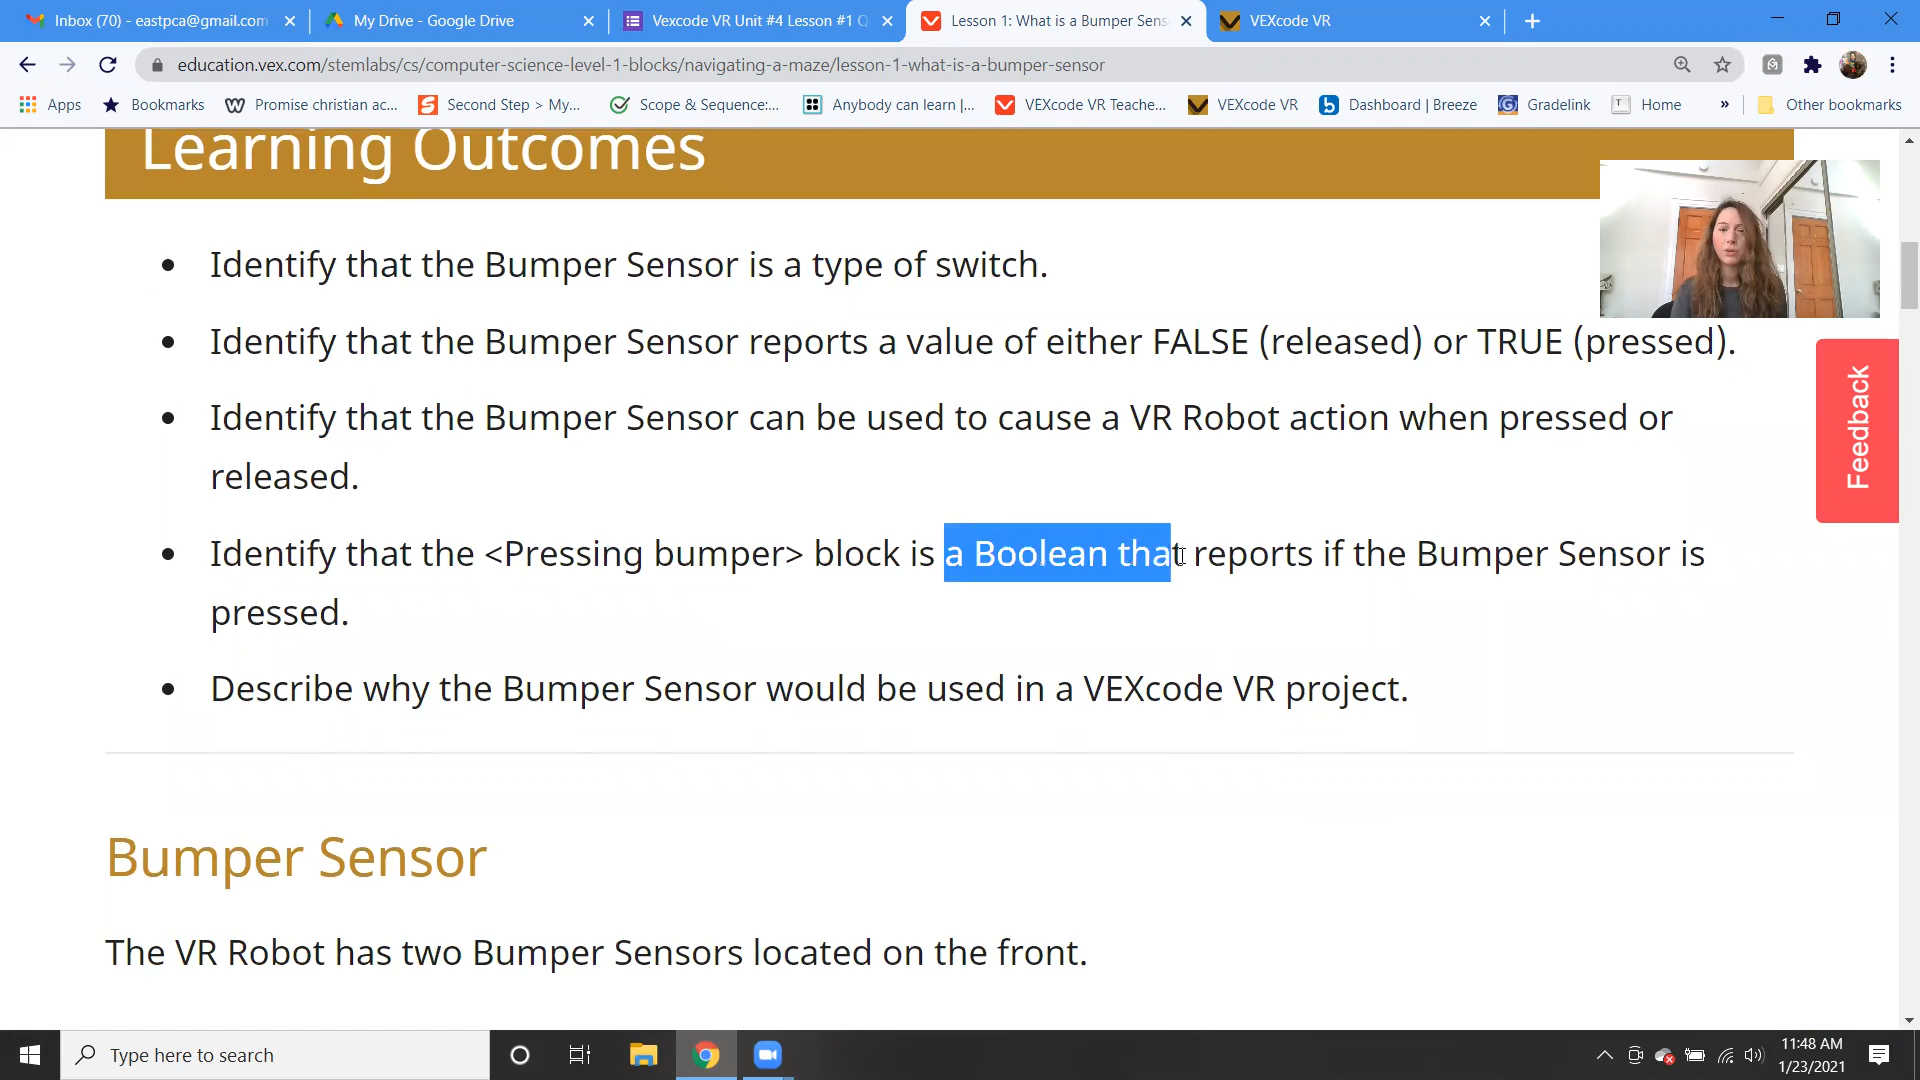 Inbox (70) - eastpca@gmail.com
My Drive - Google Drive
Vexcode VR Unit #4 Lesson #1 Q
Lesson 1: What is a Bumper Sens
VEXcode VR
education.vex.com/stemlabs/cs/computer-science-level-1-blocks/navigating-a-maze/lesson-1-what-is-a-bumper-sensor
Apps
Bookmarks
Promise christian ac...
Second Step > My...
Scope & Sequence:...
Anybody can learn |...
VEXcode VR Teache...
VEXcode VR
Dashboard | Breeze
Gradelink
Home
»
Other bookmarks
Learning Outcomes
Identify that the Bumper Sensor is a type of switch.
Identify that the Bumper Sensor reports a value of either FALSE (released) or TRUE (pressed).
Identify that the Bumper Sensor can be used to cause a VR Robot action when pressed or
released.
Identify that the <Pressing bumper> block is a Boolean that reports if the Bumper Sensor is
pressed.
Describe why the Bumper Sensor would be used in a VEXcode VR project.
Feedback
Bumper Sensor
The VR Robot has two Bumper Sensors located on the front.
Type here to search
11:48 AM
1/23/2021